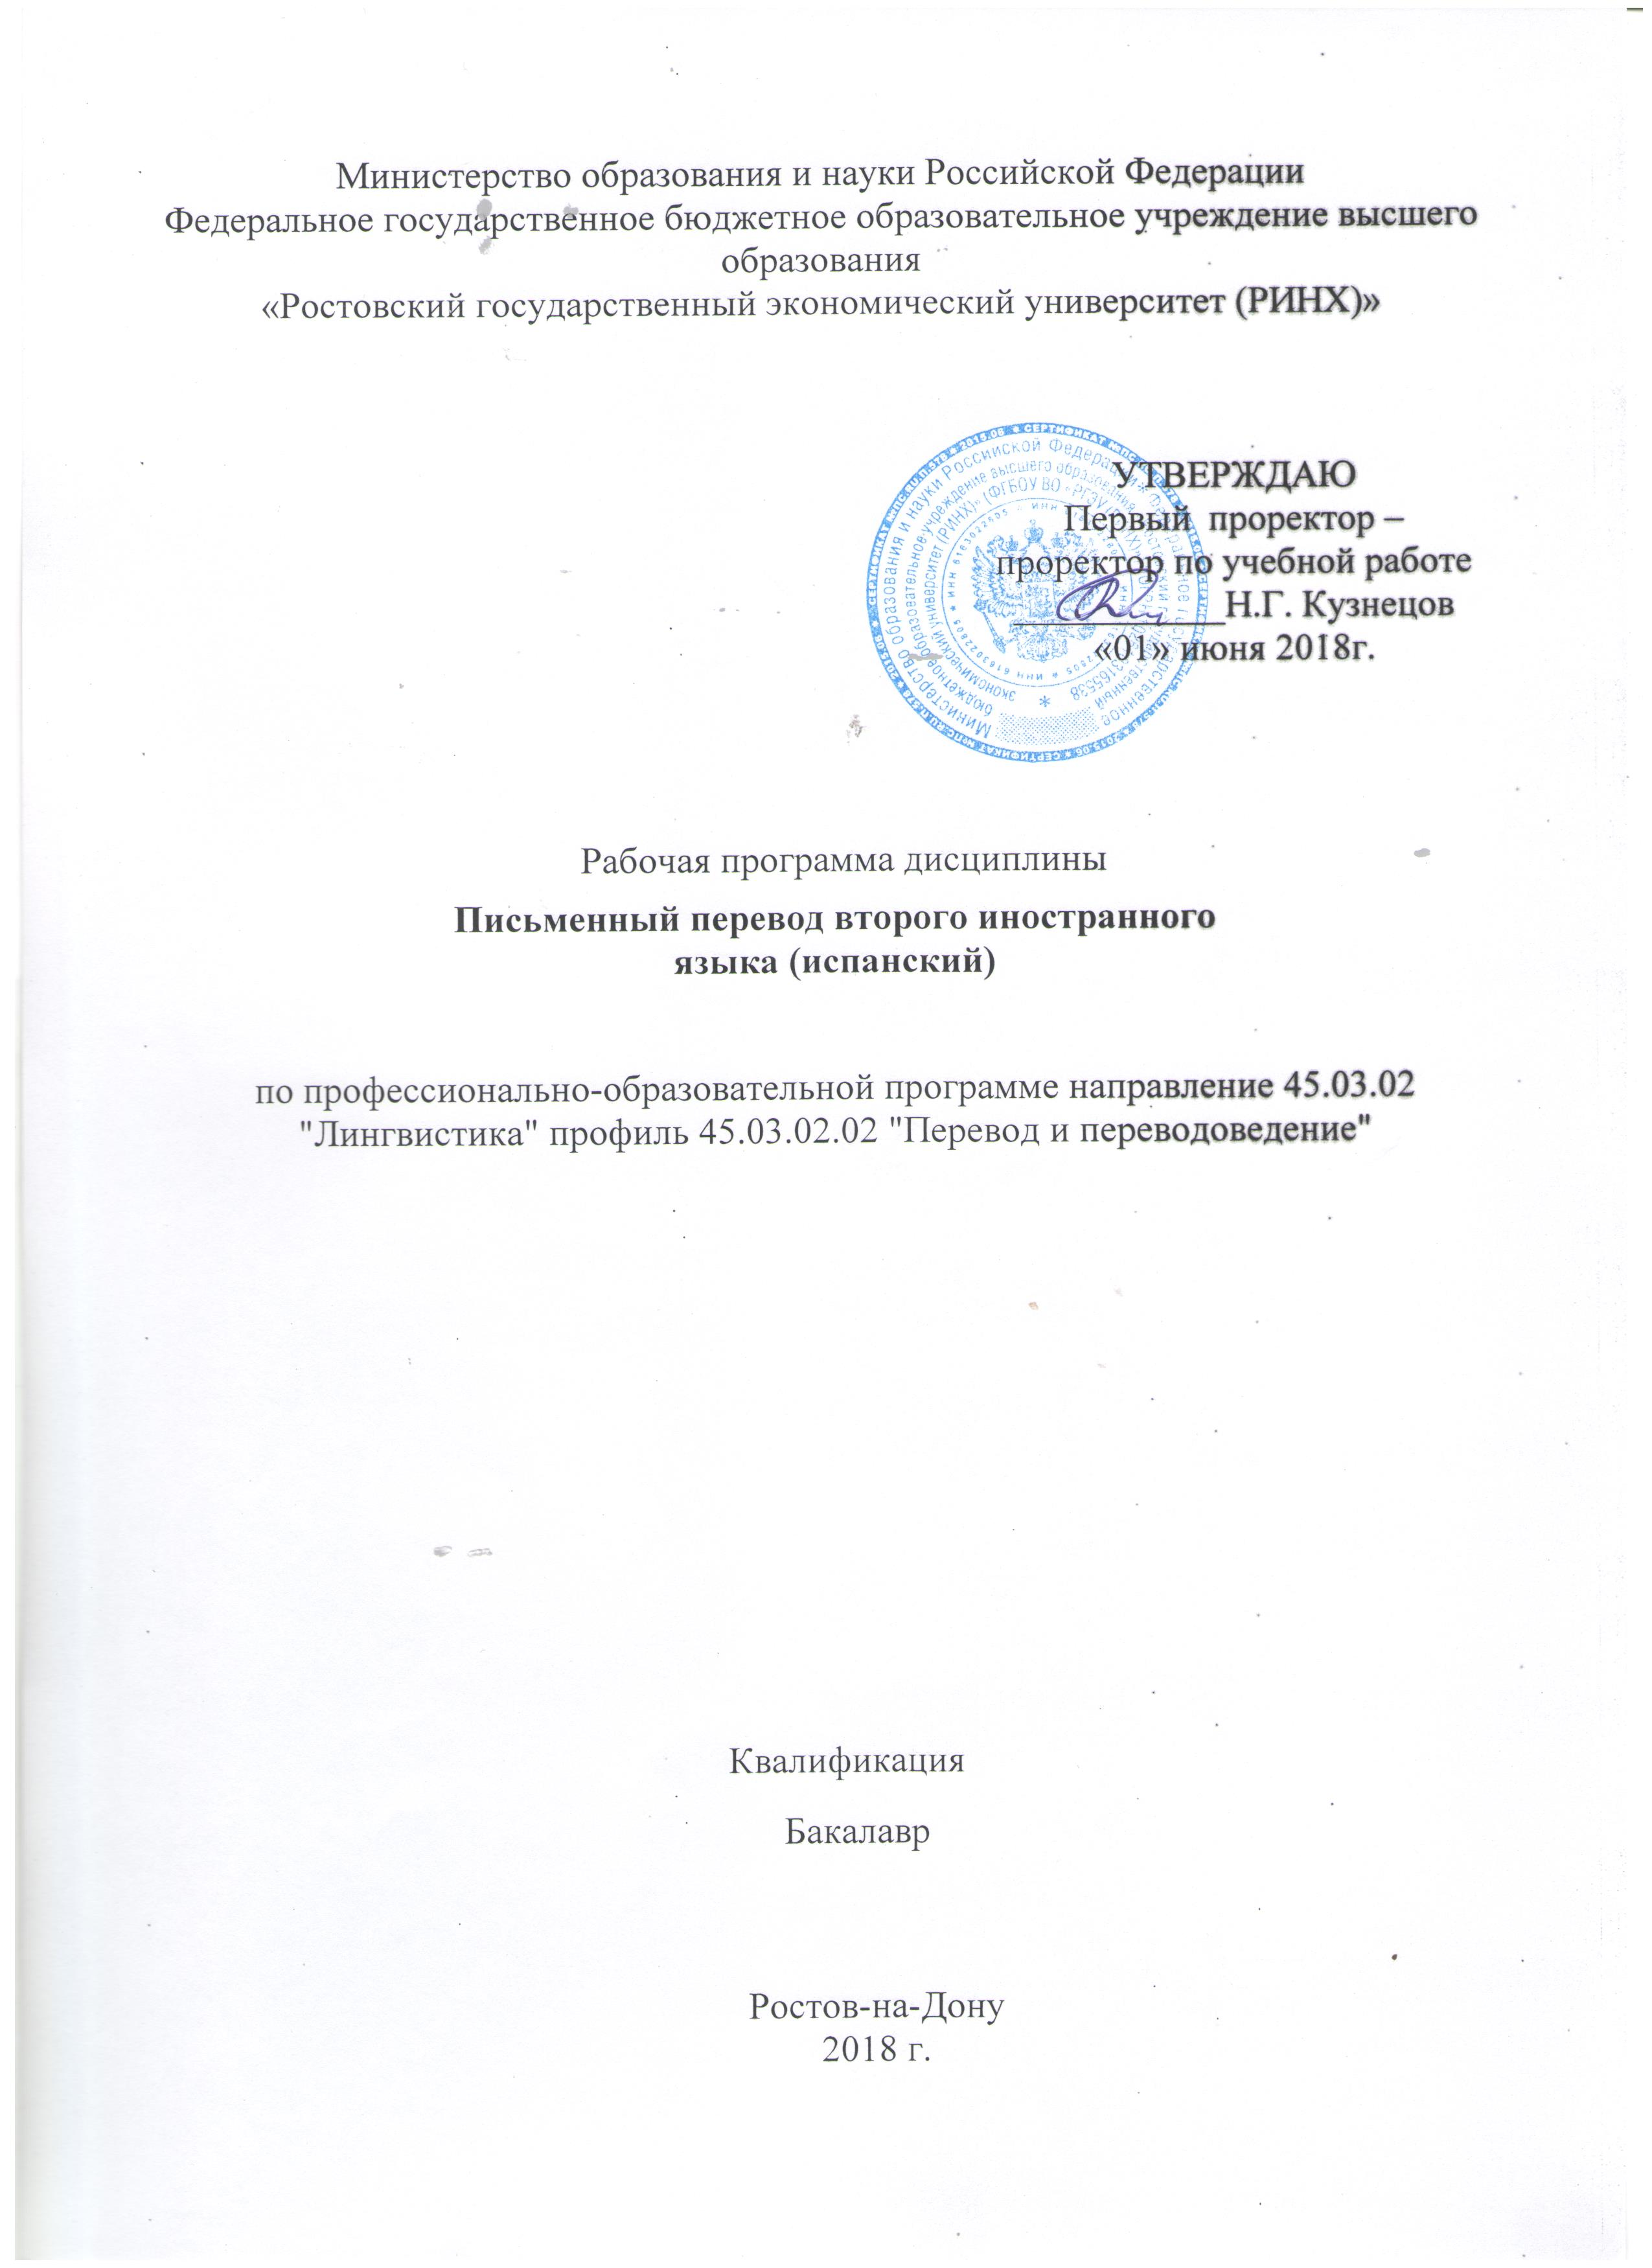 Министерство образования и науки Российской Федерации
Федеральное государственное бюджетное образовательное учреждение высшего
образования
«Ростовский государственный экономический университет (РИНХ)»
УТВЕРЖДАЮ
Первый проректор –
проректор по учебной работе
Н.Г. Кузнецов
«01» июня 2018г.
Рабочая программа дисциплины
Письменный перевод второго иностранного
языка (испанский)
по профессионально-образовательной программе направление 45.03.02
"Лингвистика" профиль 45.03.02.02 "Перевод и переводоведение"
Квалификация
Бакалавр
Ростов-на-Дону
2018 г.